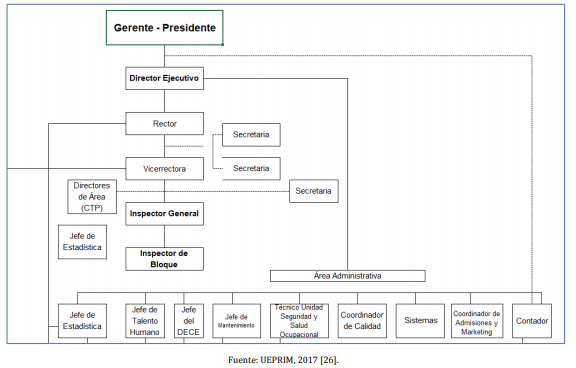 Gerente - Presidente
Director Ejecutivo
Rector
Secretaria
Vicerrectora
Secretaria
Directores
de Área
(CTP)
Secretaria
Inspector General
Jefe de
Estadística
Inspector de
Bloque
Área Administrativa
Jefe de
Estadística
Jefe de
Talento
Humano
Jefe
del
DECE
Jefe de
Mantenimiento
Técnico Unidad
Seguridad y
Salud
Ocupacional
Coordinador
de Calidad
Sistemas
Coordinador de
Admisiones y
Marketing
Contador
Fuente: UEPRIM, 2017 [26].